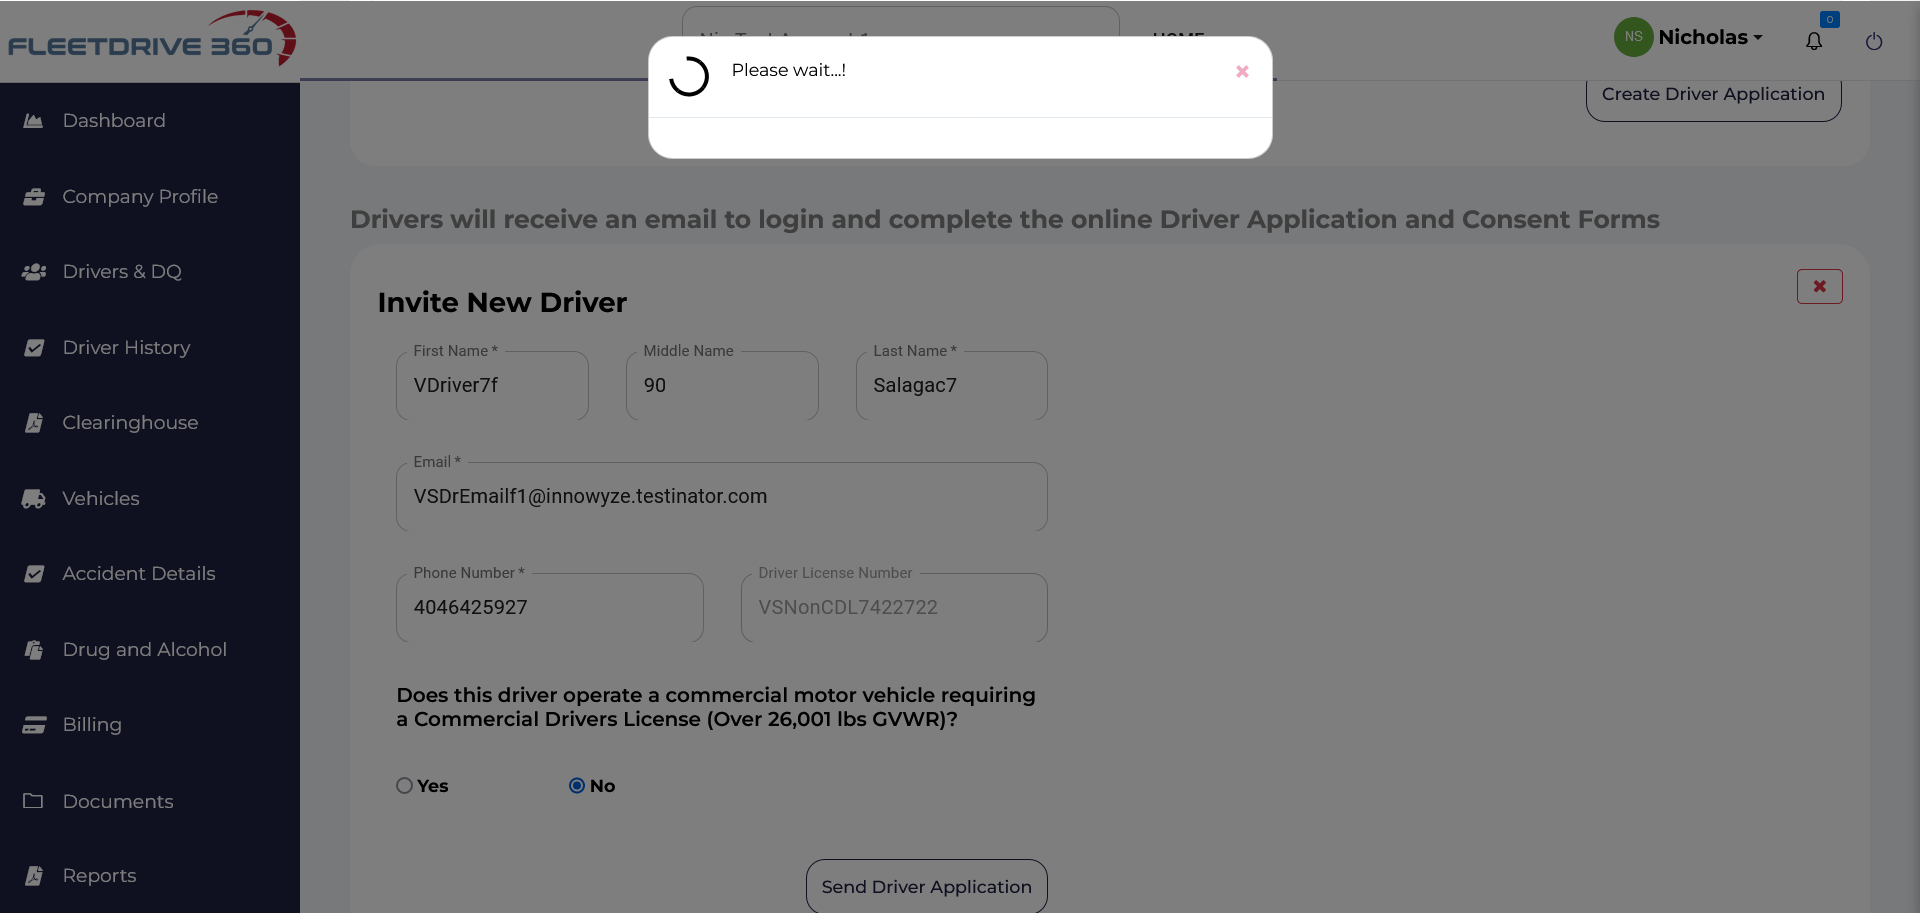 FLEETDRIVE 360
HOME
NS
Nicholas
0
Please wait...!
Create Driver Application
Dashboard
Company Profile
Drivers & DQ
Driver History
Clearinghouse
Vehicles
Accident Details
Drug and Alcohol
Billing
Documents
Reports
Drivers will receive an email to login and complete the online Driver Application and Consent Forms
Invite New Driver
First Name *
VDriver7f
Middle Name
90
Last Name *
Salagac7
Email *
VSDrEmailf1@innowyze.testinator.com
Phone Number *
4046425927
Driver License Number
VSNonCDL7422722
Does this driver operate a commercial motor vehicle requiring
a Commercial Drivers License (Over 26,001 lbs GVWR)?
Yes
No
Send Driver Application